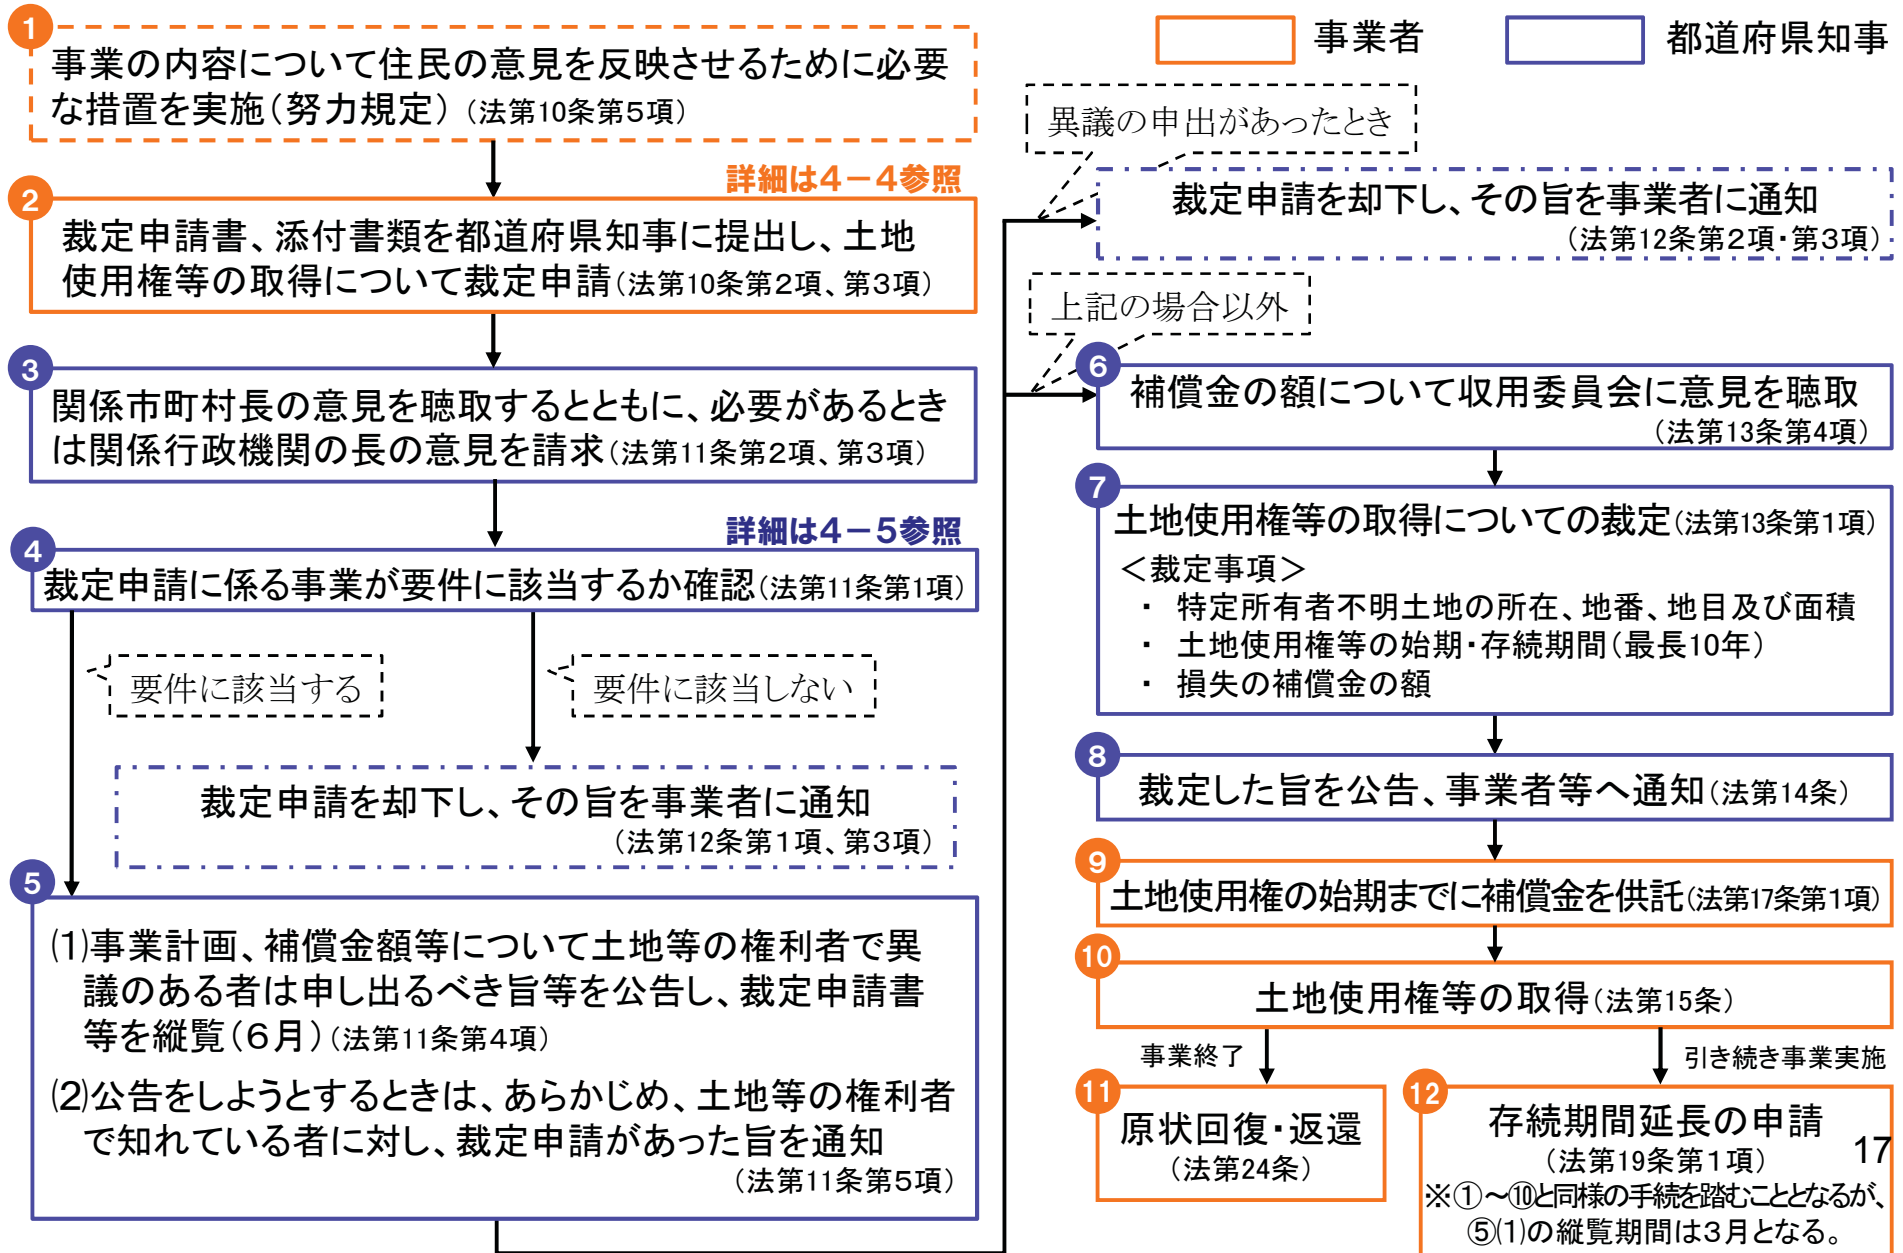 事業者
都道府県知事
1
事業の内容について住民の意見を反映させるために必要
な措置を実施（努力規定）（法第10条第５項）
詳細は４－４参照
2
裁定申請書、添付書類を都道府県知事に提出し、土地
使用権等の取得について裁定申請（法第10条第２項、第３項）
3
関係市町村長の意見を聴取するとともに、必要があるとき
は関係行政機関の長の意見を請求（法第11条第２項、第３項）
詳細は４－５参照
4
裁定申請に係る事業が要件に該当するか確認（法第11条第１項）
要件に該当する
要件に該当しない
裁定申請を却下し、その旨を事業者に通知
（法第12条第１項、第３項）
5
⑴事業計画、補償金額等について土地等の権利者で異
議のある者は申し出るべき旨等を公告し、裁定申請書
等を縦覧（６月）（法第11条第４項）
⑵公告をしようとするときは、あらかじめ、土地等の権利者
で知れている者に対し、裁定申請があった旨を通知
（法第11条第５項）
異議の申出があったとき
裁定申請を却下し、その旨を事業者に通知
（法第12条第２項・第３項）
上記の場合以外
6
補償金の額について収用委員会に意見を聴取
（法第13条第４項）
7
土地使用権等の取得についての裁定（法第13条第１項）
＜裁定事項＞
・ 特定所有者不明土地の所在、地番、地目及び面積
・ 土地使用権等の始期・存続期間（最長10年）
・ 損失の補償金の額
8
裁定した旨を公告、事業者等へ通知（法第14条）
9
土地使用権の始期までに補償金を供託（法第17条第１項）
10
土地使用権等の取得（法第15条）
事業終了
引き続き事業実施
11
原状回復・返還
（法第24条）
12
存続期間延長の申請
（法第19条第１項）
※①～⑩と同様の手続を踏むこととなるが、
⑤⑴の縦覧期間は３月となる。
17